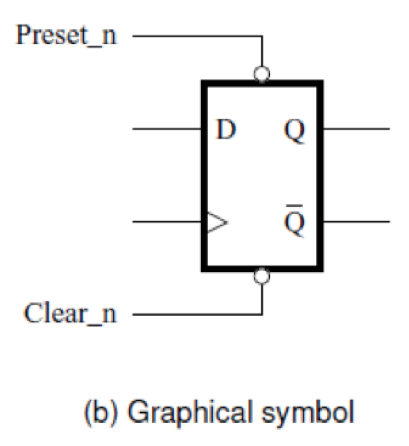 Preset_n
D Q
Q̅
Clear_n
(b) Graphical symbol